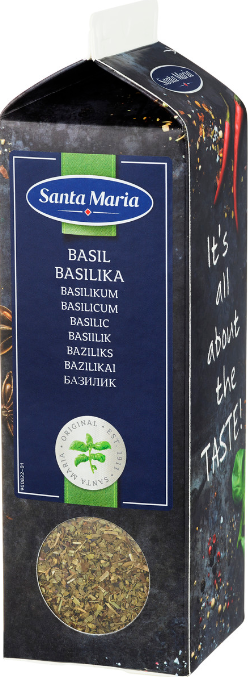 Santa Maria
Santa Maria
BASIL
BASILIKA
BASILIKUM
BASILICUM
BASILIC
BASIILIK
BAZILIKS
BAZILIKAI
БАЗИЛИК
ORIGINAL · EST. 1911 · SANTA MARIA
It's
all
about
the
TASTE!